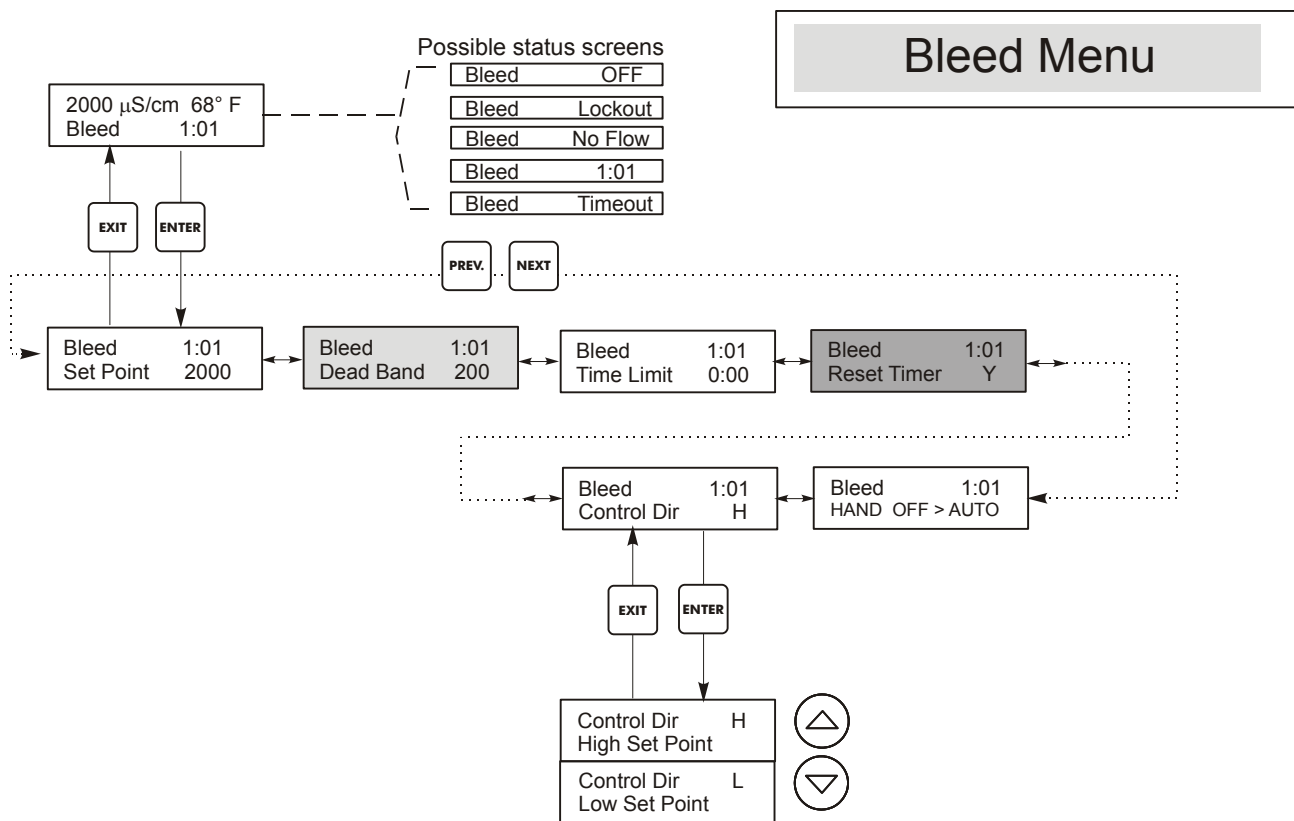 Bleed Menu
Possible status screens
Bleed OFF
Bleed Lockout
Bleed No Flow
Bleed 1:01
Bleed Timeout
2000 µS/cm 68° F
Bleed 1:01
EXIT
ENTER
PREV.
NEXT
Bleed 1:01
Set Point 2000
Bleed 1:01
Dead Band 200
Bleed 1:01
Time Limit 0:00
Bleed 1:01
Reset Timer Y
Bleed 1:01
Control Dir H
Bleed 1:01
HAND OFF > AUTO
EXIT
ENTER
Control Dir H
High Set Point
Control Dir L
Low Set Point